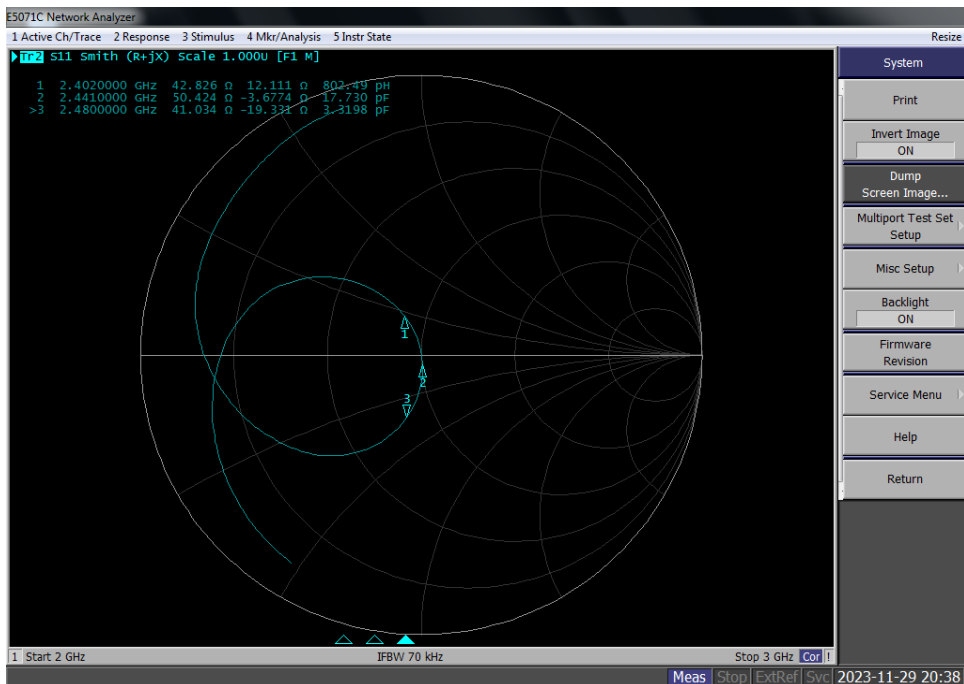 E5071C Network Analyzer
1 Active Ch/Trace 2 Response 3 Stimulus 4 Mkr/Analysis 5 Instr State
Resize
Tr2 S11 Smith (R+jX) Scale 1.000U [F1 M]
1 2.4020000 GHz 42.826 Ω 12.111 Ω 802.49 pH
2 2.4410000 GHz 50.424 Ω -3.6774 Ω 17.730 pF
>3 2.4800000 GHz 41.034 Ω -19.331 Ω 3.3198 pF
1
2
3
System
Print
Invert Image
ON
Dump
Screen Image...
Multiport Test Set
Setup
Misc Setup
Backlight
ON
Firmware
Revision
Service Menu
Help
Return
1 Start 2 GHz
IFBW 70 kHz
Stop 3 GHz Cor !
Meas Stop ExtRef Svc 2023-11-29 20:38